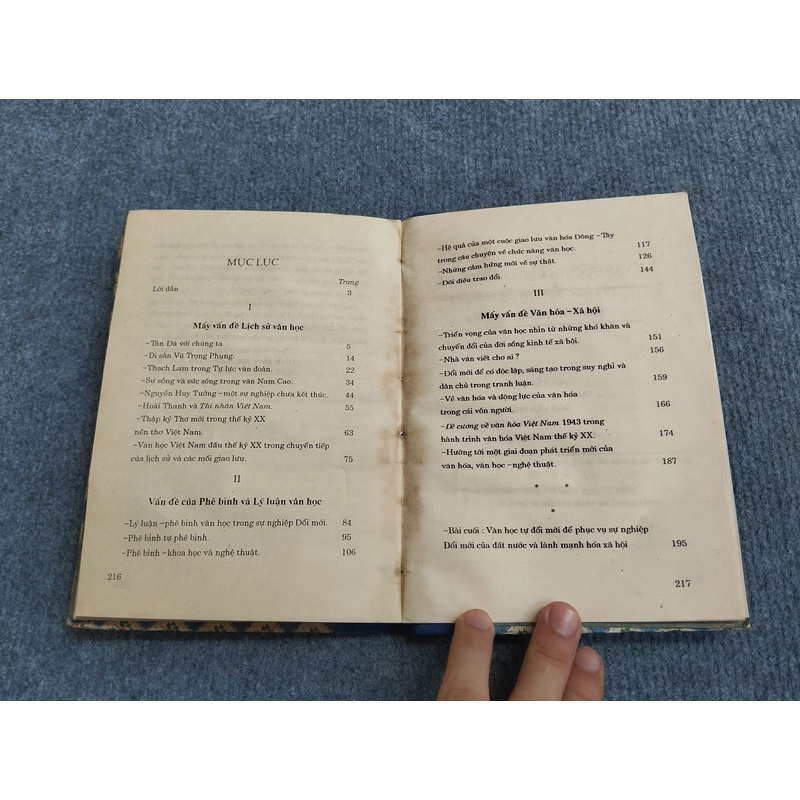 MỤC LỤC
Trang
Lời dẫn 3
I
Mấy vấn đề Lịch sử văn học
-Tản Đà với chúng ta. 5
-Di sản Vũ Trọng Phụng. 14
-Thạch Lam trong Tự lực văn đoàn. 22
-Sự sống và sức sống trong văn Nam Cao. 34
-Nguyễn Huy Tưởng -một sự nghiệp chưa kết thúc. 44
-Hoài Thanh và Thi nhân Việt Nam. 55
-Thập kỷ Thơ mới trong thế kỷ XX
nền thơ Việt Nam. 63
-Văn học Việt Nam đầu thế kỷ XX trong chuyển tiếp
của lịch sử và các mối giao lưu. 75
II
Vấn đề của Phê bình và Lý luận văn học
-Lý luận -phê bình văn học trong sự nghiệp Đổi mới. 84
-Phê bình tự phê bình. 95
-Phê bình -khoa học và nghệ thuật. 106
216
-Hệ quả của một cuộc giao lưu văn hóa Đông -Tây
trong câu chuyện về chức năng văn học. 117
-Những cảm hứng mới về sự thật. 126
-Đôi điều trao đổi. 144
III
Mấy vấn đề Văn hóa -Xã hội
-Triển vọng của văn học nhìn từ những khó khăn và
chuyển đổi của đời sống kinh tế xã hội. 151
-Nhà văn viết cho ai ? 156
-Đổi mới để có độc lập, sáng tạo trong suy nghĩ và
dân chủ trong tranh luận. 159
-Về văn hóa và động lực của văn hóa
trong cái vốn người. 166
-Đề cương về văn hóa Việt Nam 1943 trong
hành trình văn hóa Việt Nam thế kỷ XX. 174
-Hướng tới một giai đoạn phát triển mới của
văn hóa, văn học -nghệ thuật. 187
* * *
-Bài cuối : Văn học tự đổi mới để phục vụ sự nghiệp
Đổi mới của đất nước và lành mạnh hóa xã hội 195
217